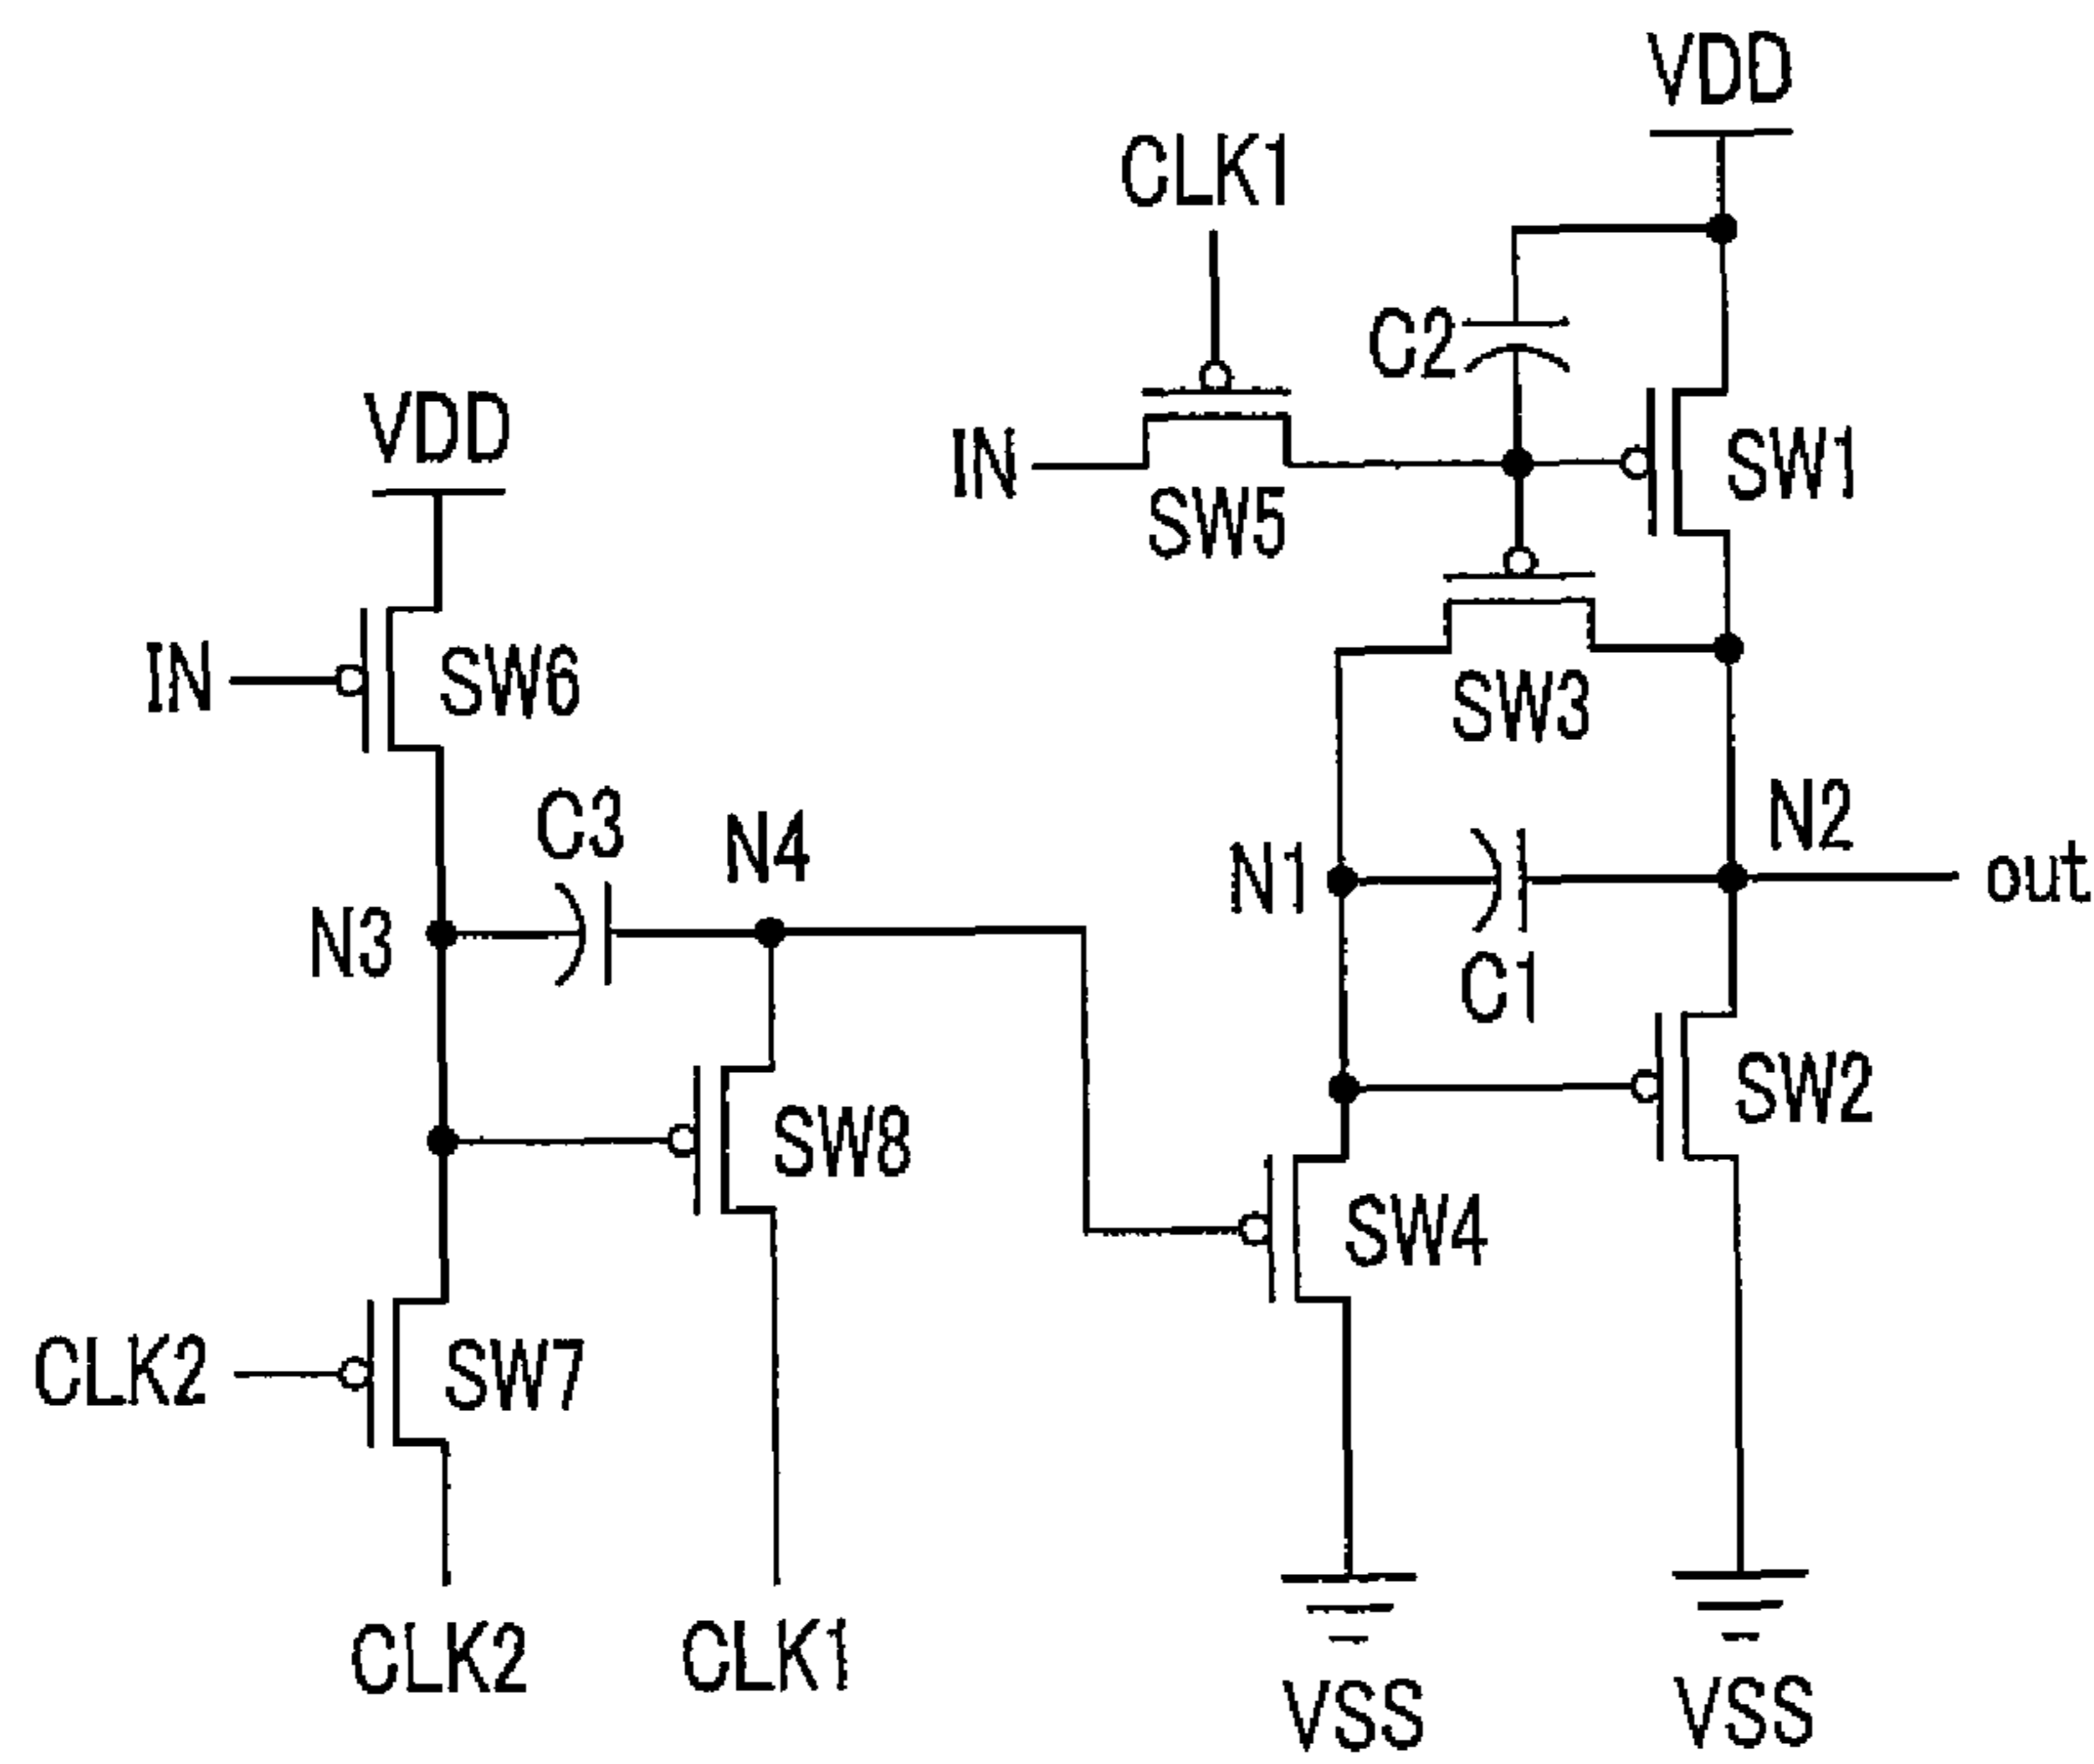 VDD
CLK1
C2
VDD
IN
SW1
SW5
IN
SW6
SW3
C3
N4
N2
N1
out
N3
C1
SW2
SW8
SW4
CLK2
SW7
CLK2
CLK1
VSS
VSS